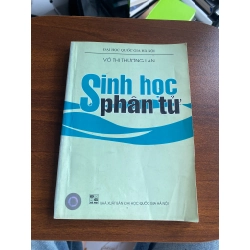 ĐẠI HỌC QUỐC GIA HÀ NỘI
VÕ THỊ THƯƠNG LAN
Sinh học
phân tử
NHÀ XUẤT BẢN ĐẠI HỌC QUỐC GIA HÀ NỘI